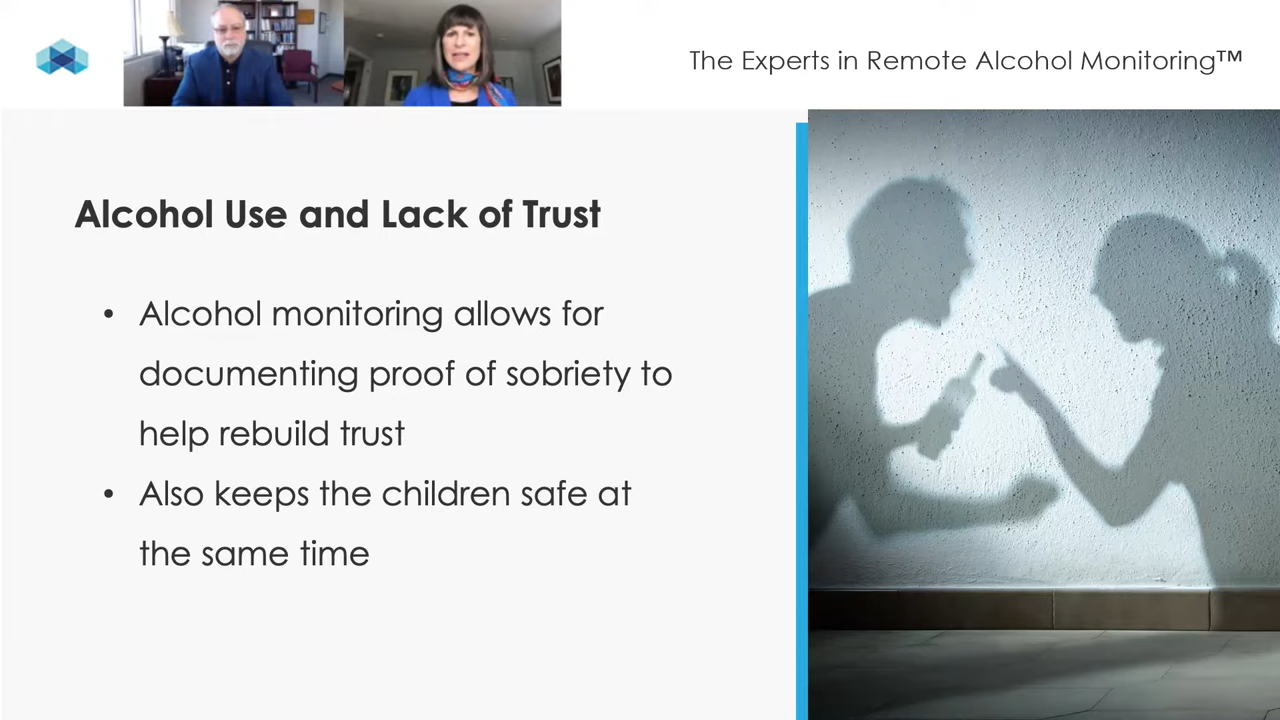 The Experts in Remote Alcohol Monitoring™
Alcohol Use and Lack of Trust
• Alcohol monitoring allows for
documenting proof of sobriety to
help rebuild trust
• Also keeps the children safe at
the same time